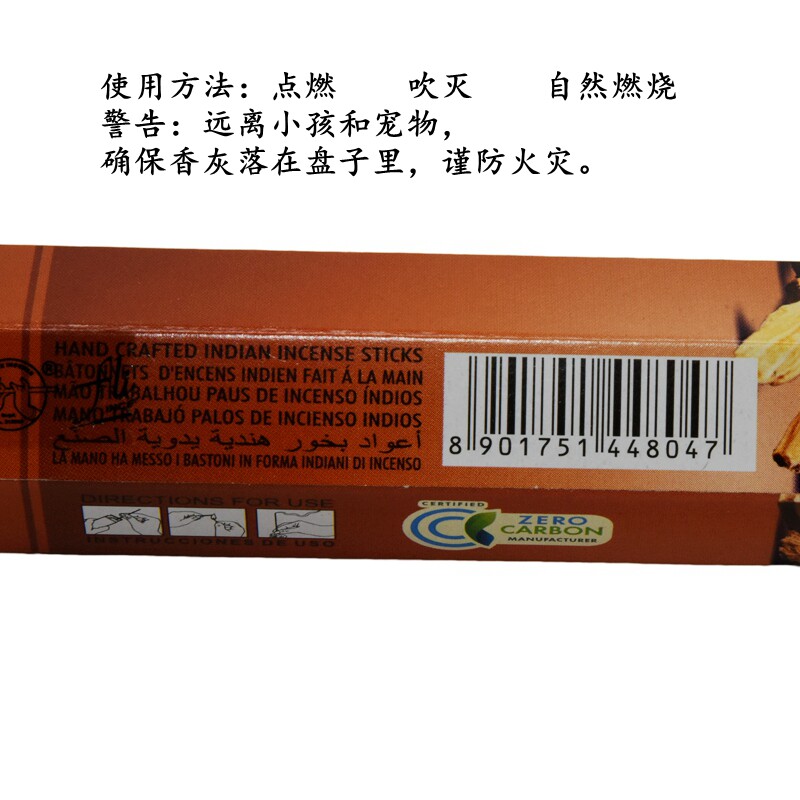 使用方法：点燃 吹灭 自然燃烧
警告：远离小孩和宠物，
确保香灰落在盘子里，谨防火灾。
HAND CRAFTED INDIAN INCENSE STICKS
BÂTONNETS D'ENCENS INDIEN FAIT Á LA MAIN
MÃO TRABALHOU PAUS DE INCENSO ÍNDIOS
MANO TRABAJÓ PALOS DE INCIENSO INDIOS
أعواد بخور هندية يدوية الصنع
LA MANO HA MESSO I BASTONI IN FORMA INDIANI DI INCENSO
8 901751 448047
DIRECTIONS FOR USE
INSTRUCCIONES DE USO
CERTIFIED
ZERO
CARBON
MANUFACTURER